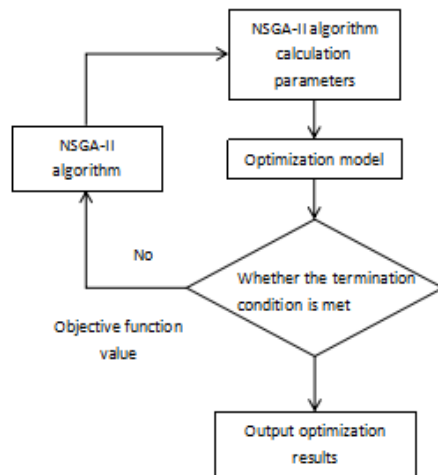 NSGA-II algorithm
calculation
parameters
NSGA-II
algorithm
Optimization model
No
Whether the termination
condition is met
Objective function
value
Output optimization
results